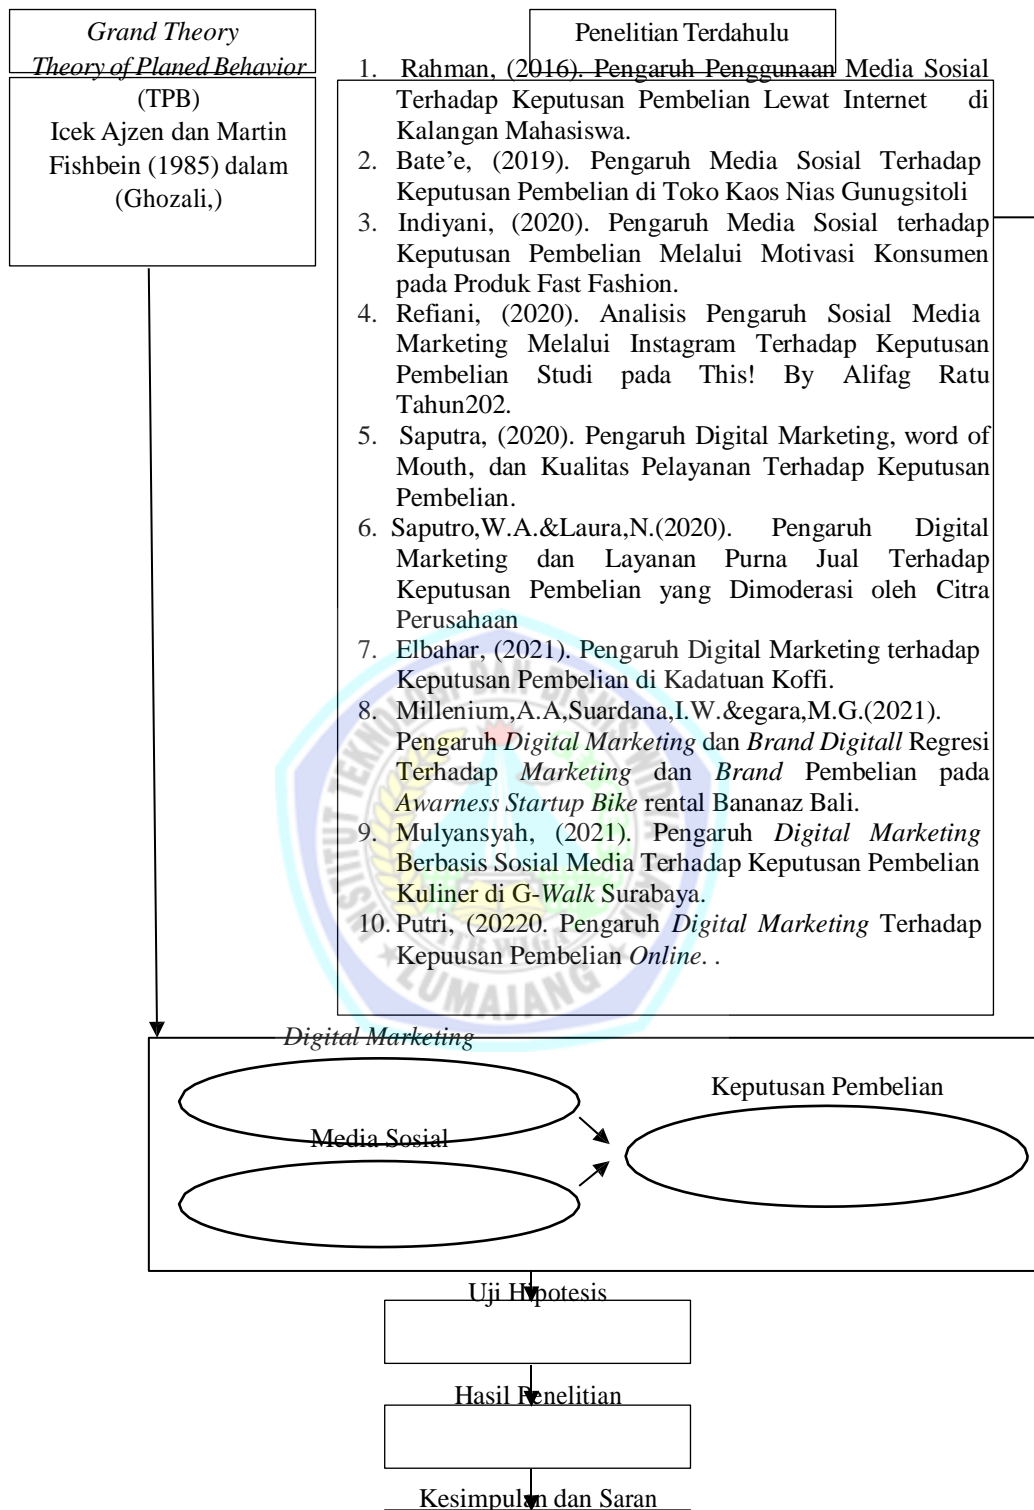 Grand Theory
Theory of Planed Behavior
(TPB)
Icek Ajzen dan Martin
Fishbein (1985) dalam
(Ghozali,)
Penelitian Terdahulu
1. Rahman, (2016). Pengaruh Penggunaan Media Sosial
Terhadap Keputusan Pembelian Lewat Internet di
Kalangan Mahasiswa.
2. Bate’e, (2019). Pengaruh Media Sosial Terhadap
Keputusan Pembelian di Toko Kaos Nias Gunugsitoli
3. Indiyani, (2020). Pengaruh Media Sosial terhadap
Keputusan Pembelian Melalui Motivasi Konsumen
pada Produk Fast Fashion.
4. Refiani, (2020). Analisis Pengaruh Sosial Media
Marketing Melalui Instagram Terhadap Keputusan
Pembelian Studi pada This! By Alifag Ratu
Tahun202.
5. Saputra, (2020). Pengaruh Digital Marketing, word of
Mouth, dan Kualitas Pelayanan Terhadap Keputusan
Pembelian.
6. Saputro,W.A.&Laura,N.(2020). Pengaruh Digital
Marketing dan Layanan Purna Jual Terhadap
Keputusan Pembelian yang Dimoderasi oleh Citra
Perusahaan
7. Elbahar, (2021). Pengaruh Digital Marketing terhadap
Keputusan Pembelian di Kadatuan Koffi.
8. Millenium,A.A,Suardana,I.W.&egara,M.G.(2021).
Pengaruh Digital Marketing dan Brand Digitall Regresi
Terhadap Marketing dan Brand Pembelian pada
Awarness Startup Bike rental Bananaz Bali.
9. Mulyansyah, (2021). Pengaruh Digital Marketing
Berbasis Sosial Media Terhadap Keputusan Pembelian
Kuliner di G-Walk Surabaya.
10. Putri, (20220. Pengaruh Digital Marketing Terhadap
Kepuusan Pembelian Online. .
INSTITUT TEKNOLOGI DAN BISNIS WIDYA GAMA
ITB WIGA
LUMAJANG
Digital Marketing
Keputusan Pembelian
Media Sosial
Uji Hipotesis
Hasil Penelitian
Kesimpulan dan Saran